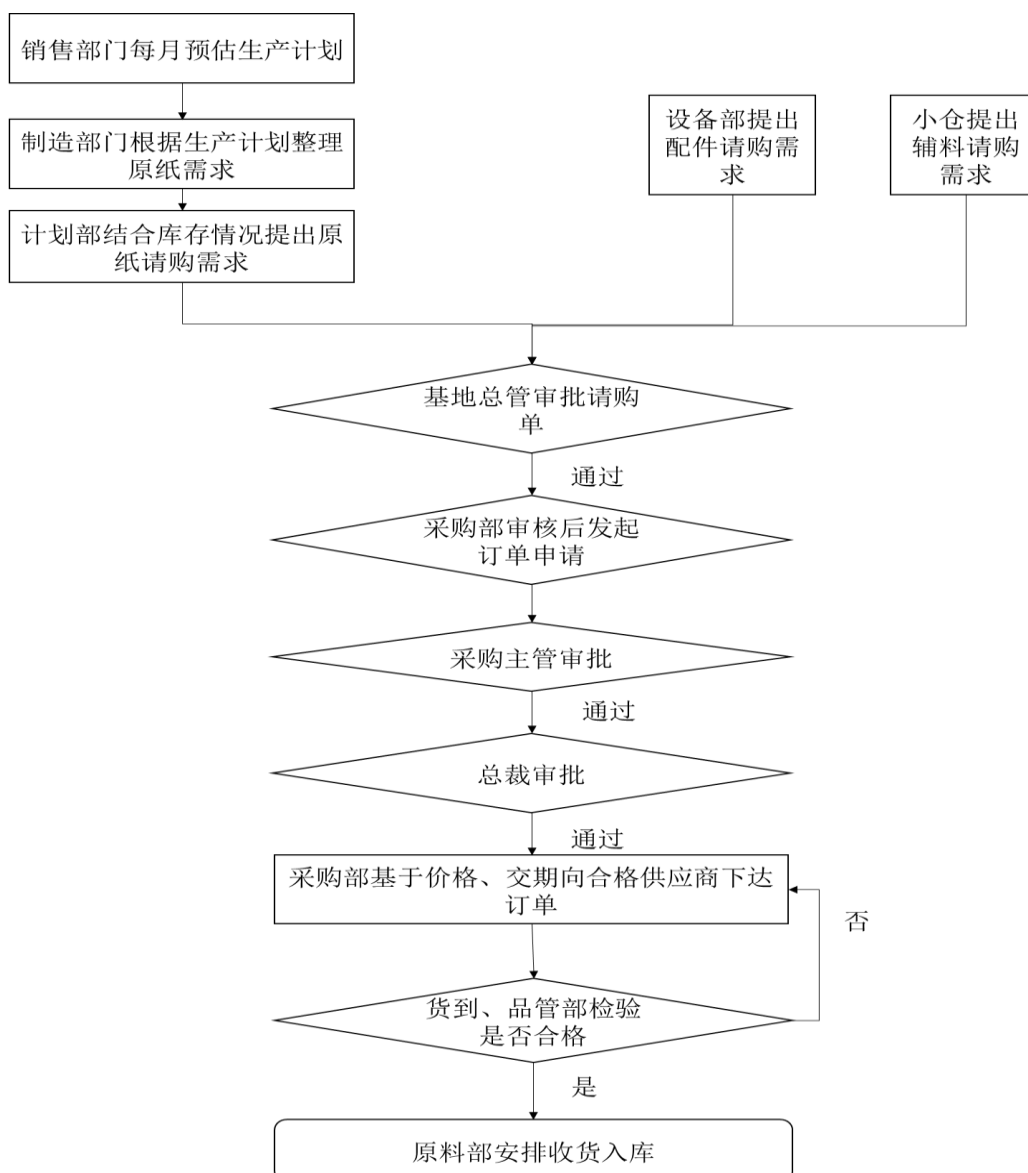 销售部门每月预估生产计划
制造部门根据生产计划整理
原纸需求
计划部结合库存情况提出原
纸请购需求
设备部提出
配件请购需
求
小仓提出
辅料请购
需求
基地总管审批请购
单
通过
采购部审核后发起
订单申请
采购主管审批
通过
总裁审批
通过
采购部基于价格、交期向合格供应商下达
订单
否
货到、品管部检验
是否合格
是
原料部安排收货入库